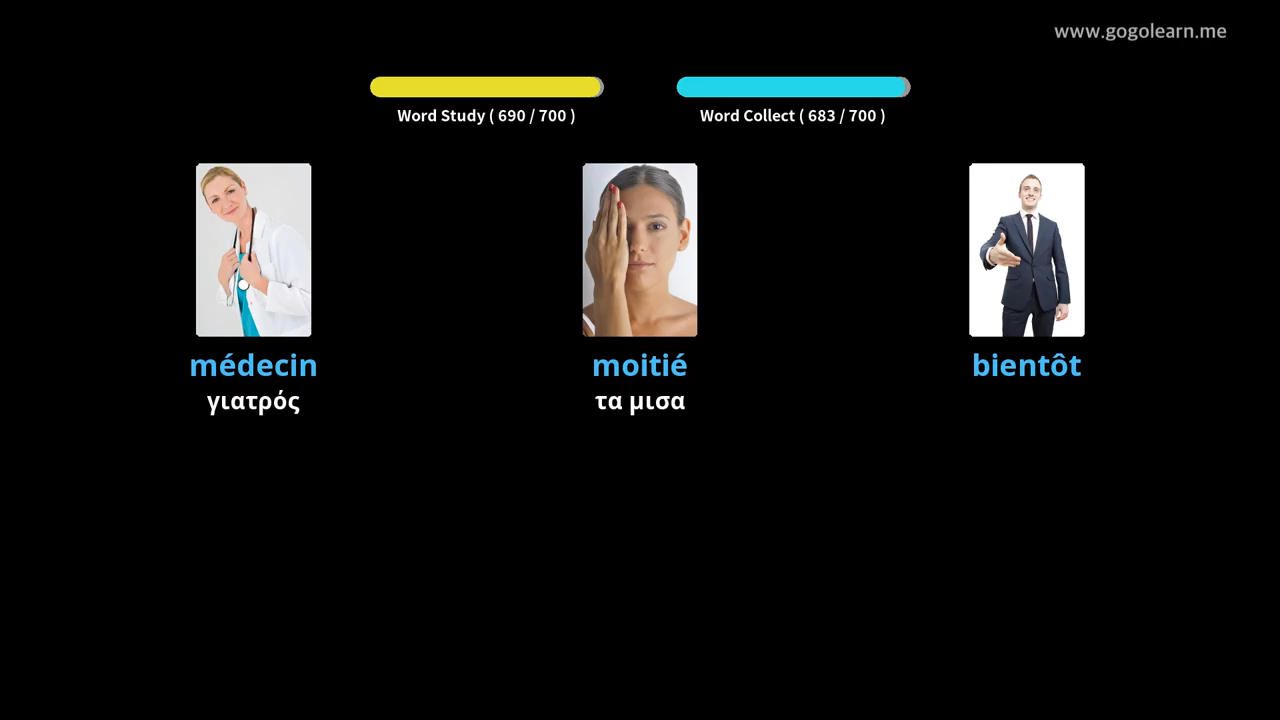 www.gogolearn.me
Word Study ( 690 / 700 )
Word Collect ( 683 / 700 )
médecin
moitié
bientôt
γιατρός
τα μισα